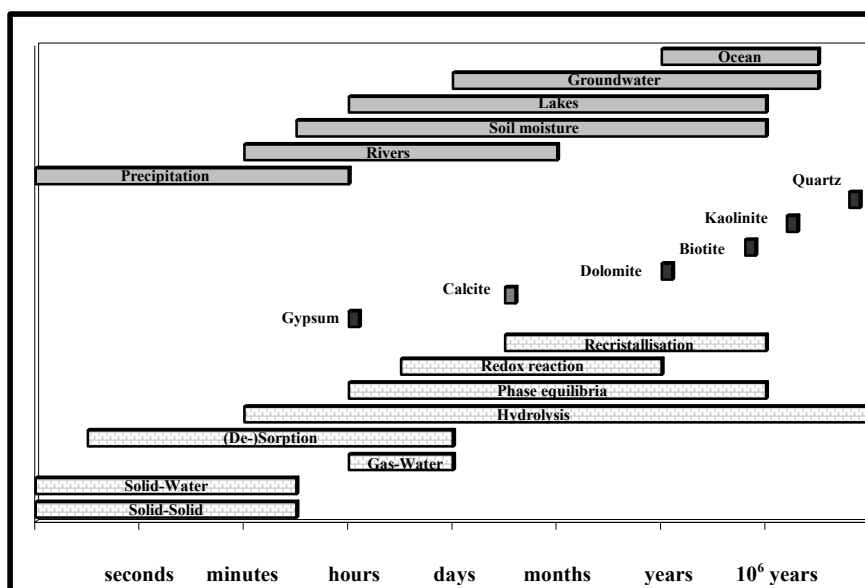 Ocean
Groundwater
Lakes
Soil moisture
Rivers
Precipitation
Quartz
Kaolinite
Biotite
Dolomite
Calcite
Gypsum
Recristallisation
Redox reaction
Phase equilibria
Hydrolysis
(De-)Sorption
Gas-Water
Solid-Water
Solid-Solid
seconds minutes hours days months years 10⁶ years